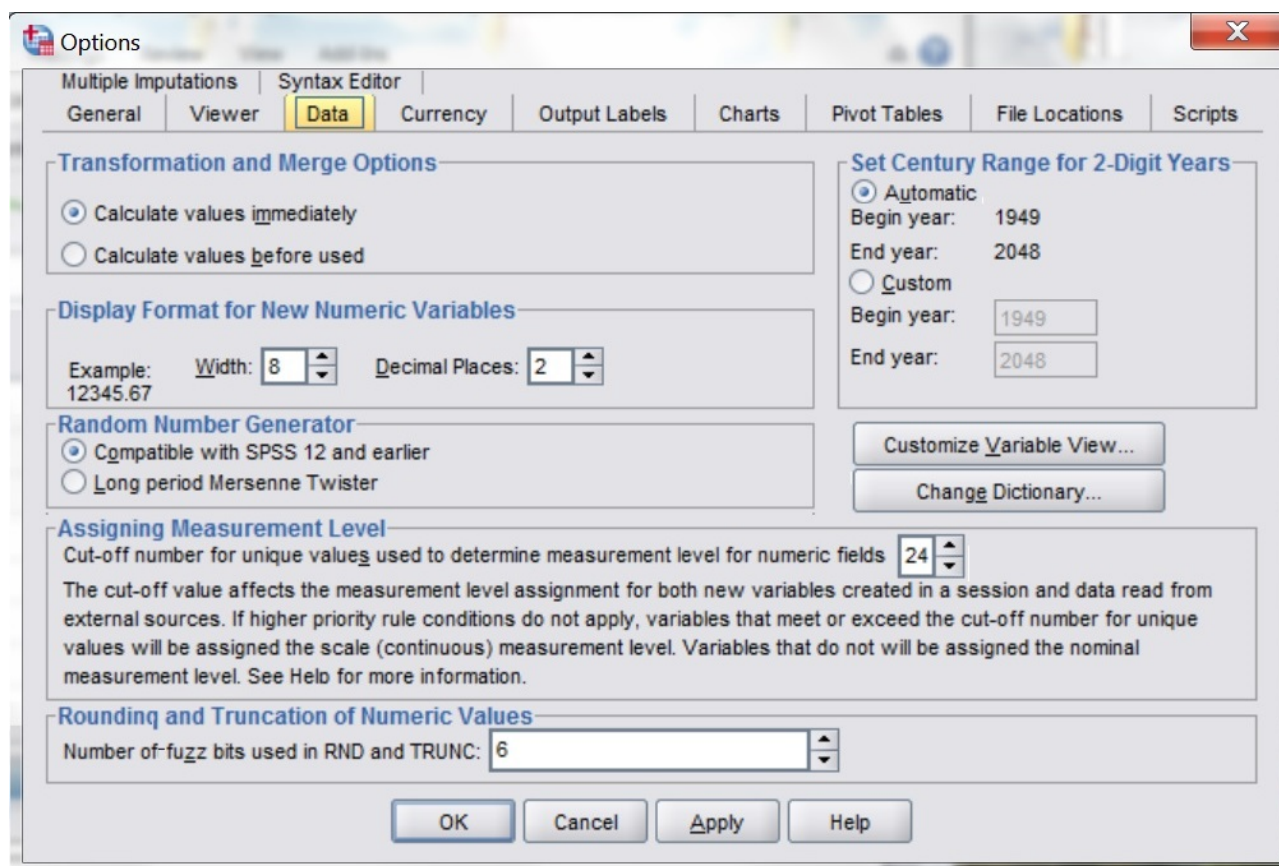 Options
Multiple Imputations Syntax Editor
General Viewer Data Currency Output Labels Charts Pivot Tables File Locations Scripts
Transformation and Merge Options
Calculate values immediately
Calculate values before used
Set Century Range for 2-Digit Years
Automatic
Begin year: 1949
End year: 2048
Custom
Begin year: 1949
End year: 2048
Display Format for New Numeric Variables
Example:
12345.67
Width: 8 Decimal Places: 2
Random Number Generator
Compatible with SPSS 12 and earlier
Long period Mersenne Twister
Customize Variable View...
Change Dictionary...
Assigning Measurement Level
Cut-off number for unique values used to determine measurement level for numeric fields 24
The cut-off value affects the measurement level assignment for both new variables created in a session and data read from
external sources. If higher priority rule conditions do not apply, variables that meet or exceed the cut-off number for unique
values will be assigned the scale (continuous) measurement level. Variables that do not will be assigned the nominal
measurement level. See Help for more information.
Rounding and Truncation of Numeric Values
Number of fuzz bits used in RND and TRUNC: 6
OK Cancel Apply Help